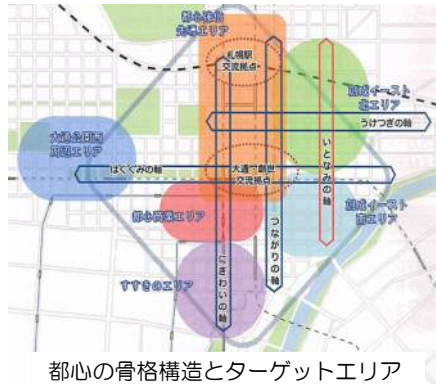 都心強化
先導エリア
札幌駅
交流拠点
創成イースト
北エリア
うけつぎの軸
大通公園西
周辺エリア
はぐくみの軸
大通・創世
交流拠点
いとなみの軸
都心商業エリア
つながりの軸
創成イースト
南エリア
にぎわいの軸
すすきのエリア
都心の骨格構造とターゲットエリア